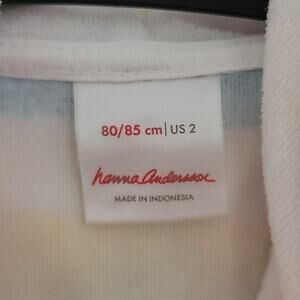 80/85 cm | US 2
hanna andersson
MADE IN INDONESIA